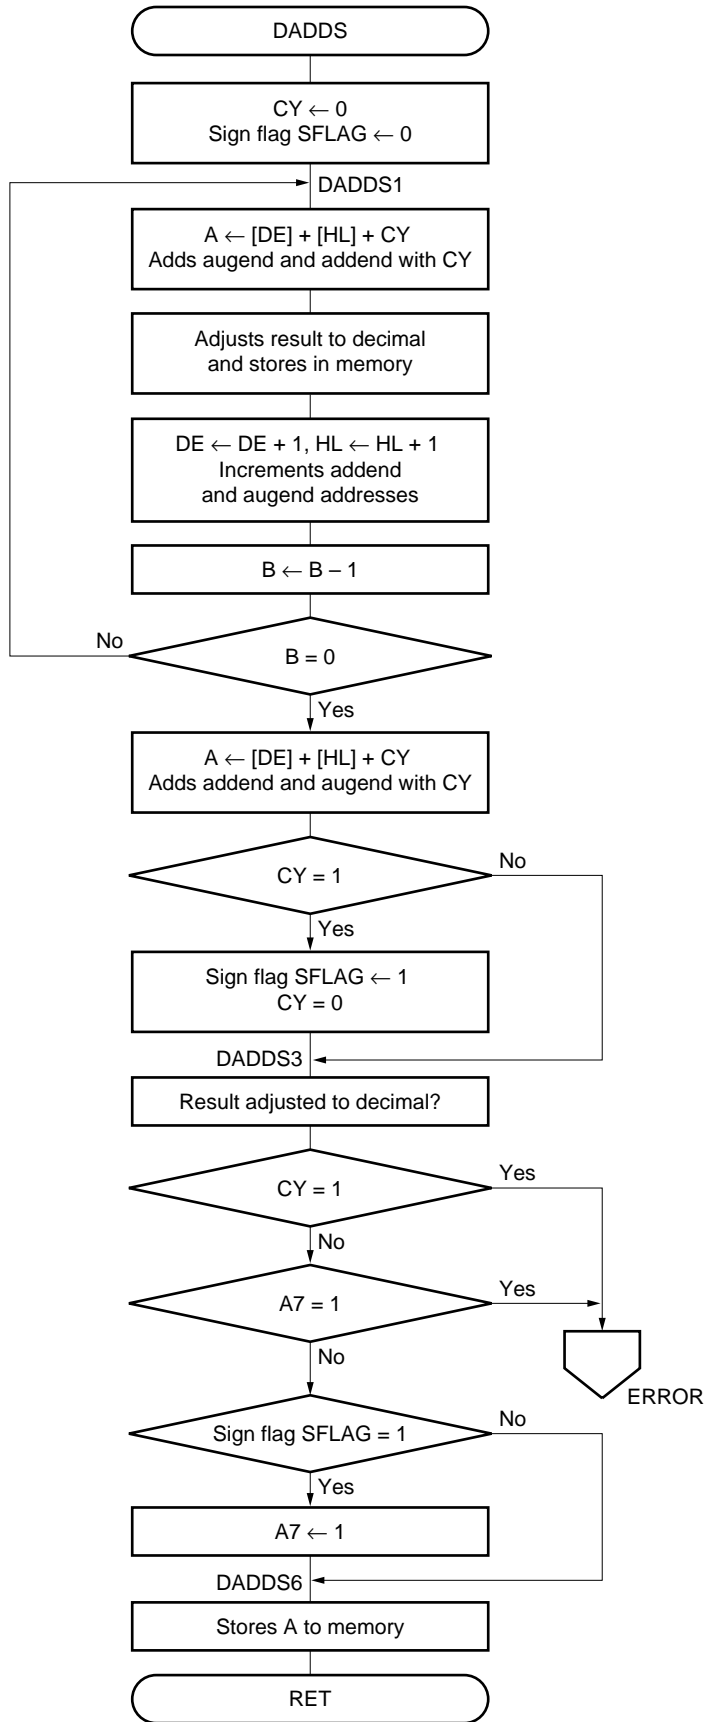 DADDS
CY ← 0
Sign flag SFLAG ← 0
DADDS1
A ← [DE] + [HL] + CY
Adds augend and addend with CY
Adjusts result to decimal
and stores in memory
DE ← DE + 1, HL ← HL + 1
Increments addend
and augend addresses
B ← B – 1
No
B = 0
Yes
A ← [DE] + [HL] + CY
Adds addend and augend with CY
No
CY = 1
Yes
Sign flag SFLAG ← 1
CY = 0
DADDS3
Result adjusted to decimal?
Yes
CY = 1
No
Yes
A7 = 1
No
ERROR
No
Sign flag SFLAG = 1
Yes
A7 ← 1
DADDS6
Stores A to memory
RET